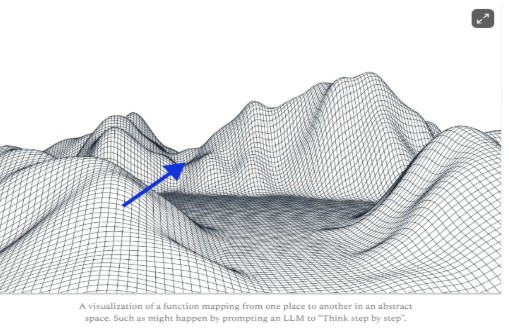 A visualization of a function mapping from one place to another in an abstract
space. Such as might happen by prompting an LLM to “Think step by step”.